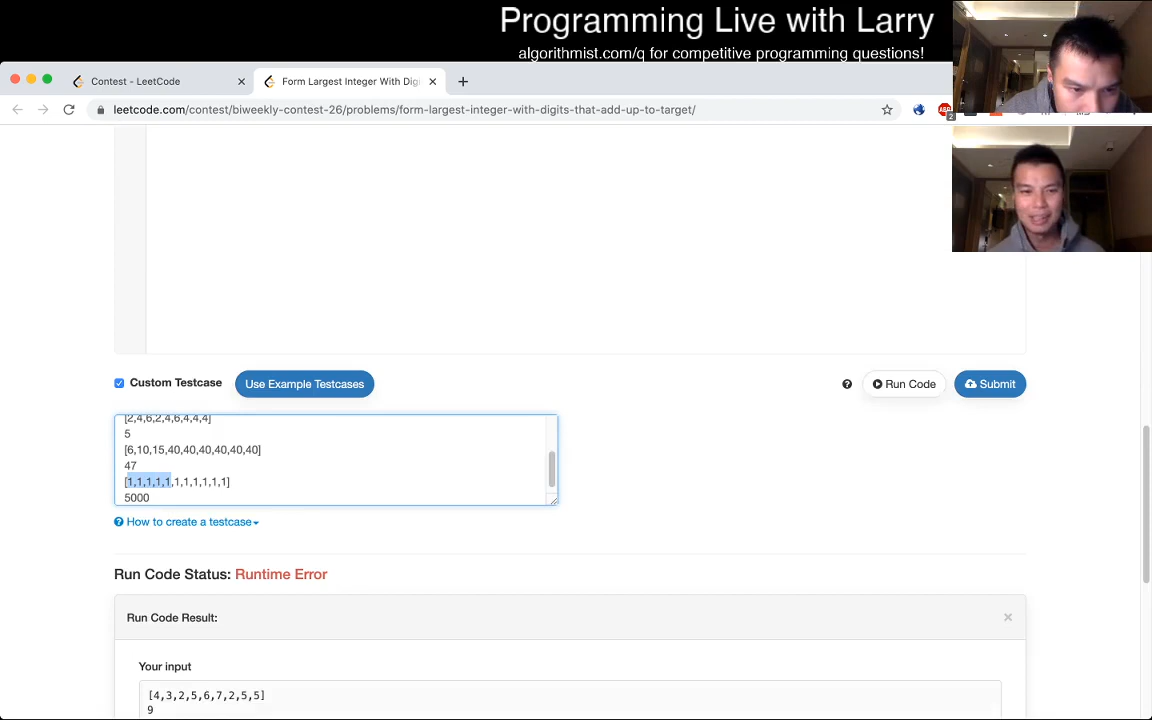 Programming Live with Larry
algorithmist.com/q for competitive programming questions!
Contest - LeetCode
Form Largest Integer With Dig
leetcode.com/contest/biweekly-contest-26/problems/form-largest-integer-with-digits-that-add-up-to-target/
Custom Testcase
Use Example Testcases
Run Code
Submit
[2,4,6,2,4,6,4,4,4]
5
[6,10,15,40,40,40,40,40,40]
47
[1,1,1,1,1,1,1,1,1,1,1]
5000
How to create a testcase
Run Code Status: Runtime Error
Run Code Result:
Your input
[4,3,2,5,6,7,2,5,5]
9